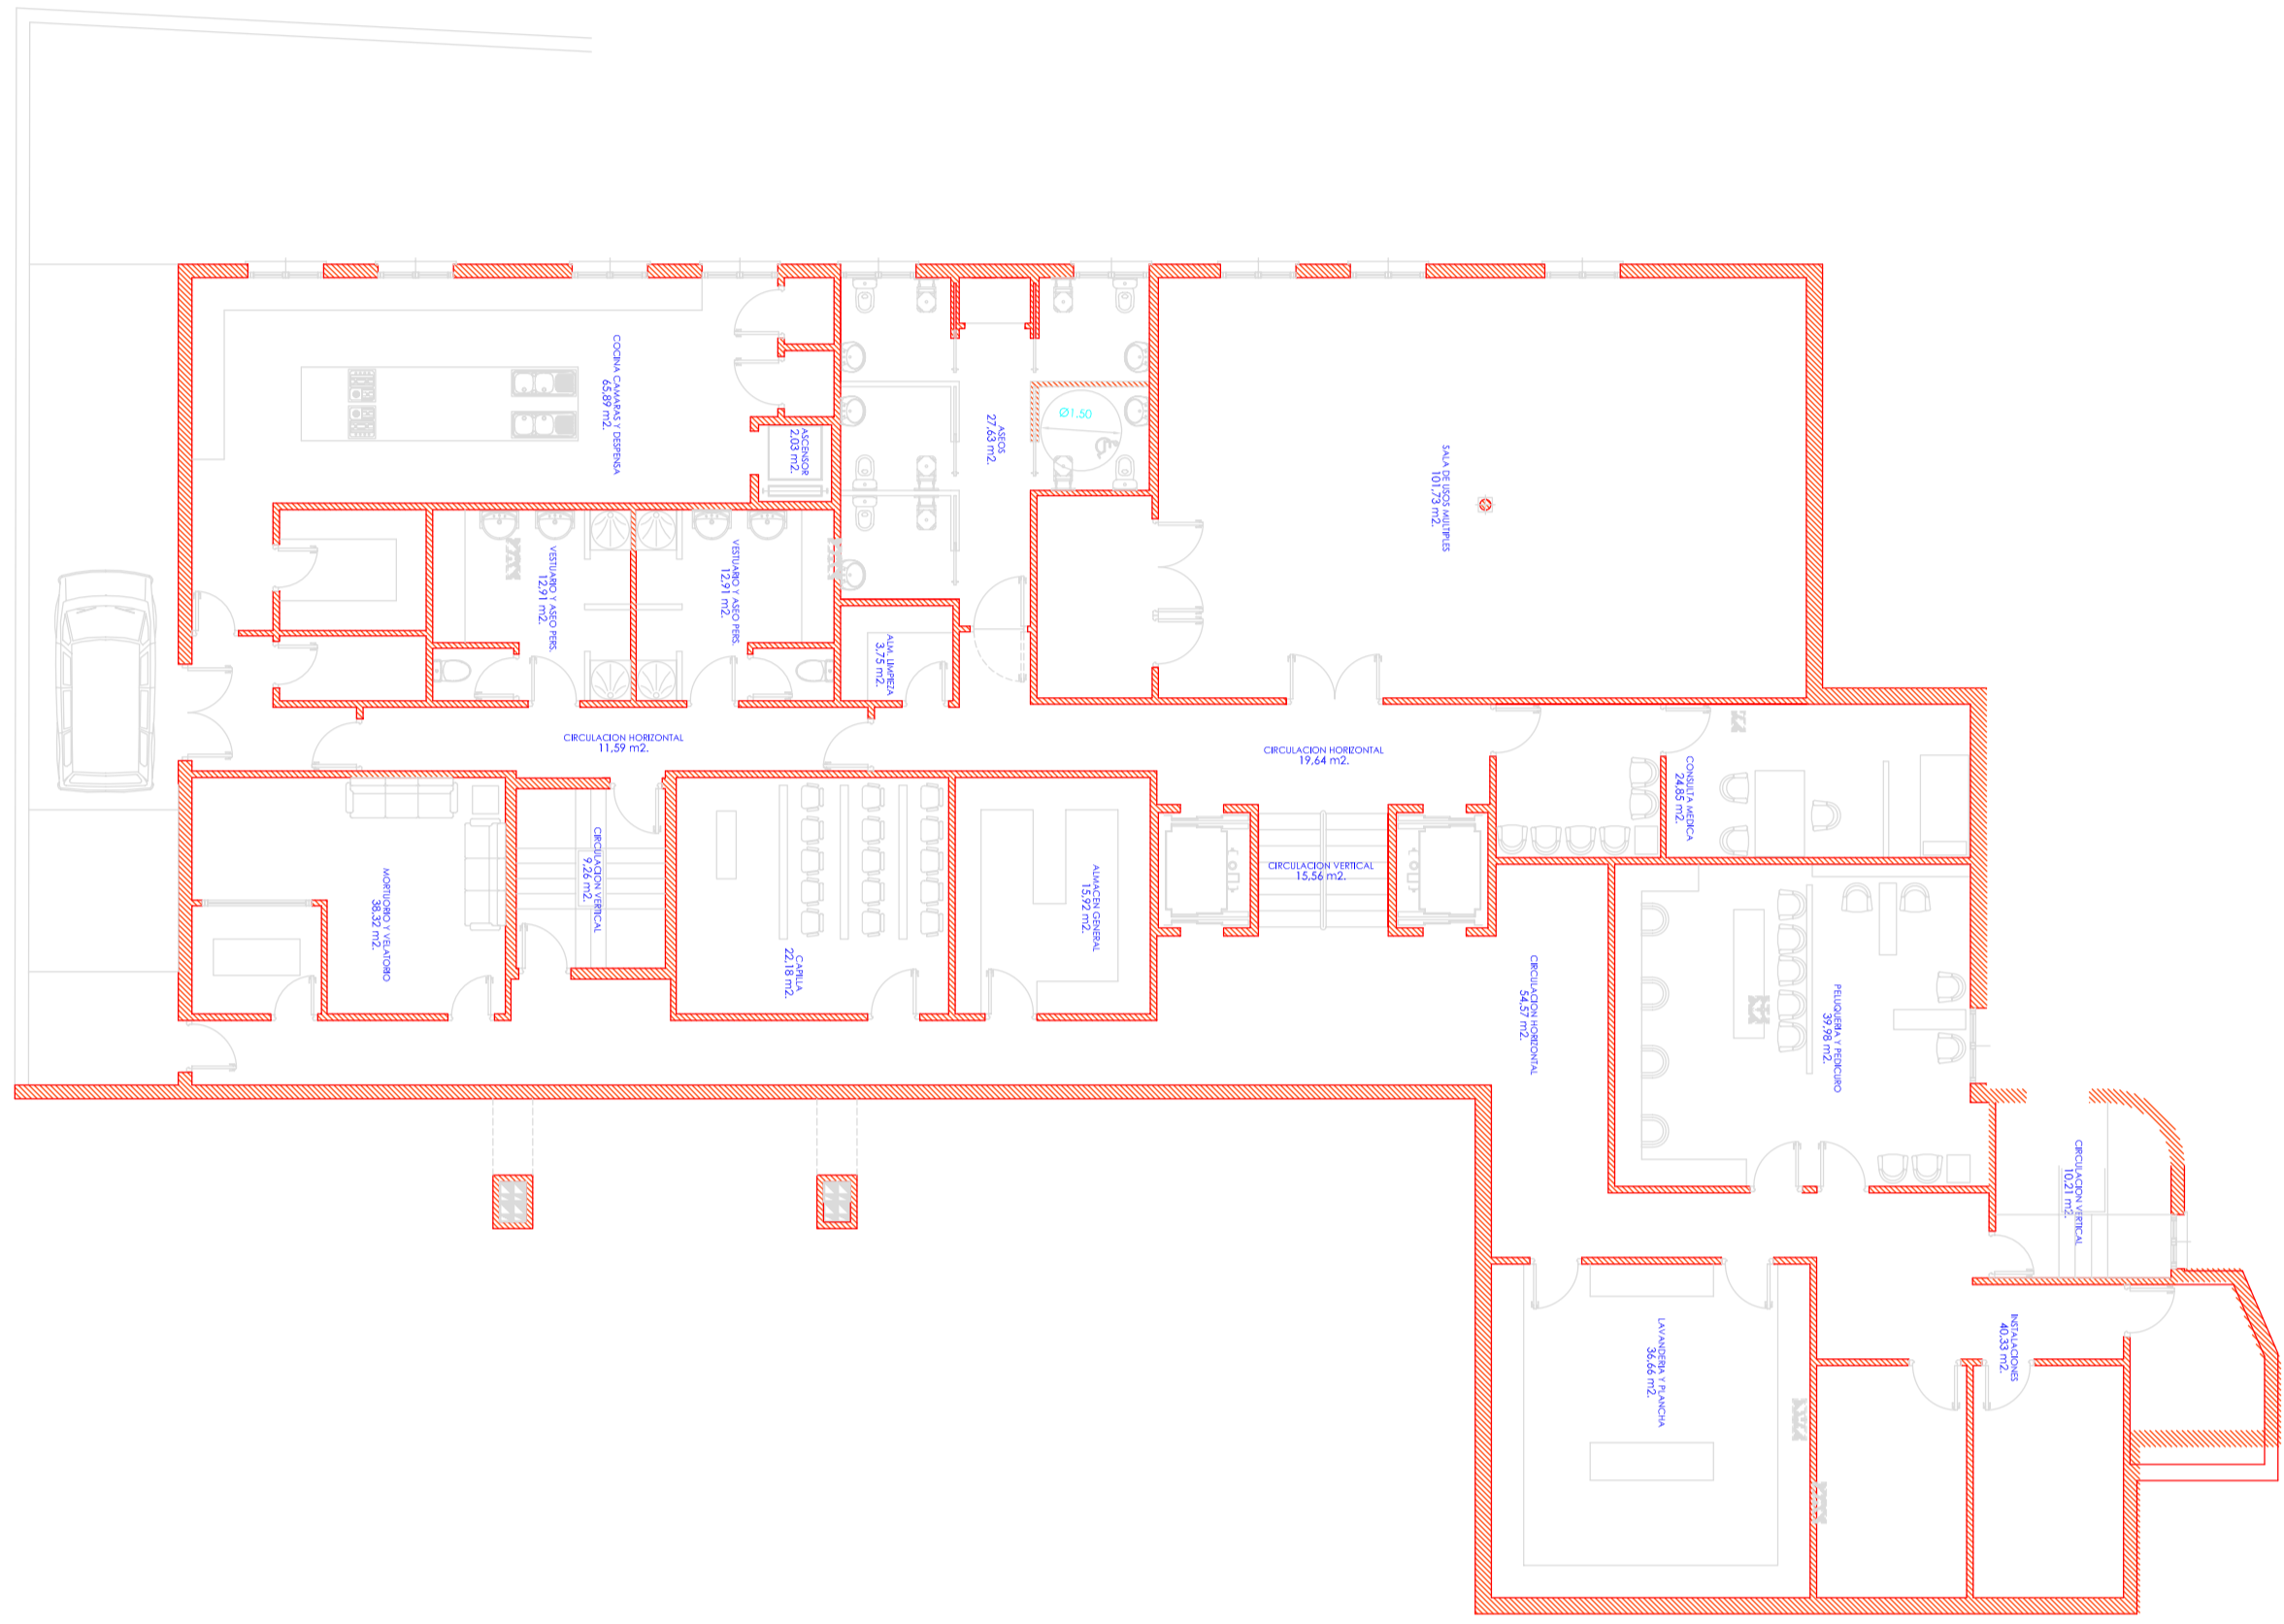 COCINA CAMARAS Y DESPENSA
65,89 m2.
ASCENSOR
2,03 m2.
ASEOS
27,63 m2.
Ø1.50
SALA DE USOS MULTIPLES
101,73 m2.
VESTUARIO Y ASEO PERS.
12,91 m2.
VESTUARIO Y ASEO PERS.
12,91 m2.
ALM. LIMPIEZA
3,75 m2.
CIRCULACION HORIZONTAL
11,59 m2.
CIRCULACION HORIZONTAL
19,64 m2.
CONSULTA MEDICA
24,85 m2.
MORTUORIO Y VELATORIO
38,32 m2.
CIRCULACION VERTICAL
9,26 m2.
CAPILLA
22,18 m2.
ALMACEN GENERAL
15,92 m2.
CIRCULACION VERTICAL
15,56 m2.
CIRCULACION HORIZONTAL
54,57 m2.
PELUQUERIA Y PEDICURO
39,98 m2.
CIRCULACION VERTICAL
10,21 m2.
LAVANDERIA Y PLANCHA
36,66 m2.
INSTALACIONES
40,33 m2.